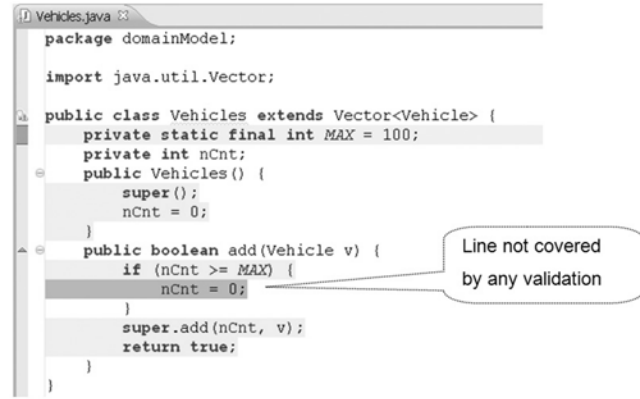 Vehicles.java
package domainModel;
import java.util.Vector;
public class Vehicles extends Vector<Vehicle> {
private static final int MAX = 100;
private int nCnt;
public Vehicles() {
super();
nCnt = 0;
}
public boolean add(Vehicle v) {
if (nCnt >= MAX) {
nCnt = 0;
}
super.add(nCnt, v);
return true;
}
}
Line not covered
by any validation